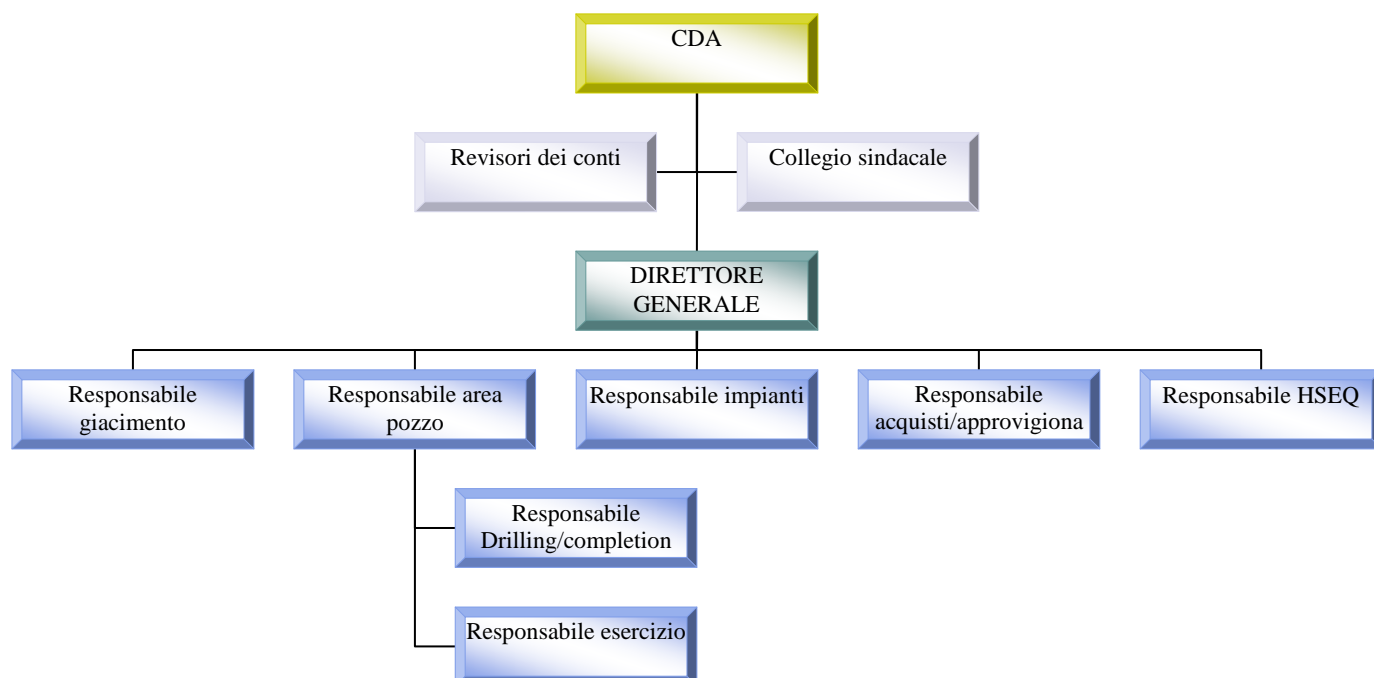 CDA
Revisori dei conti
Collegio sindacale
DIRETTORE
GENERALE
Responsabile
giacimento
Responsabile area
pozzo
Responsabile impianti
Responsabile
acquisti/approvigiona
Responsabile HSEQ
Responsabile
Drilling/completion
Responsabile esercizio